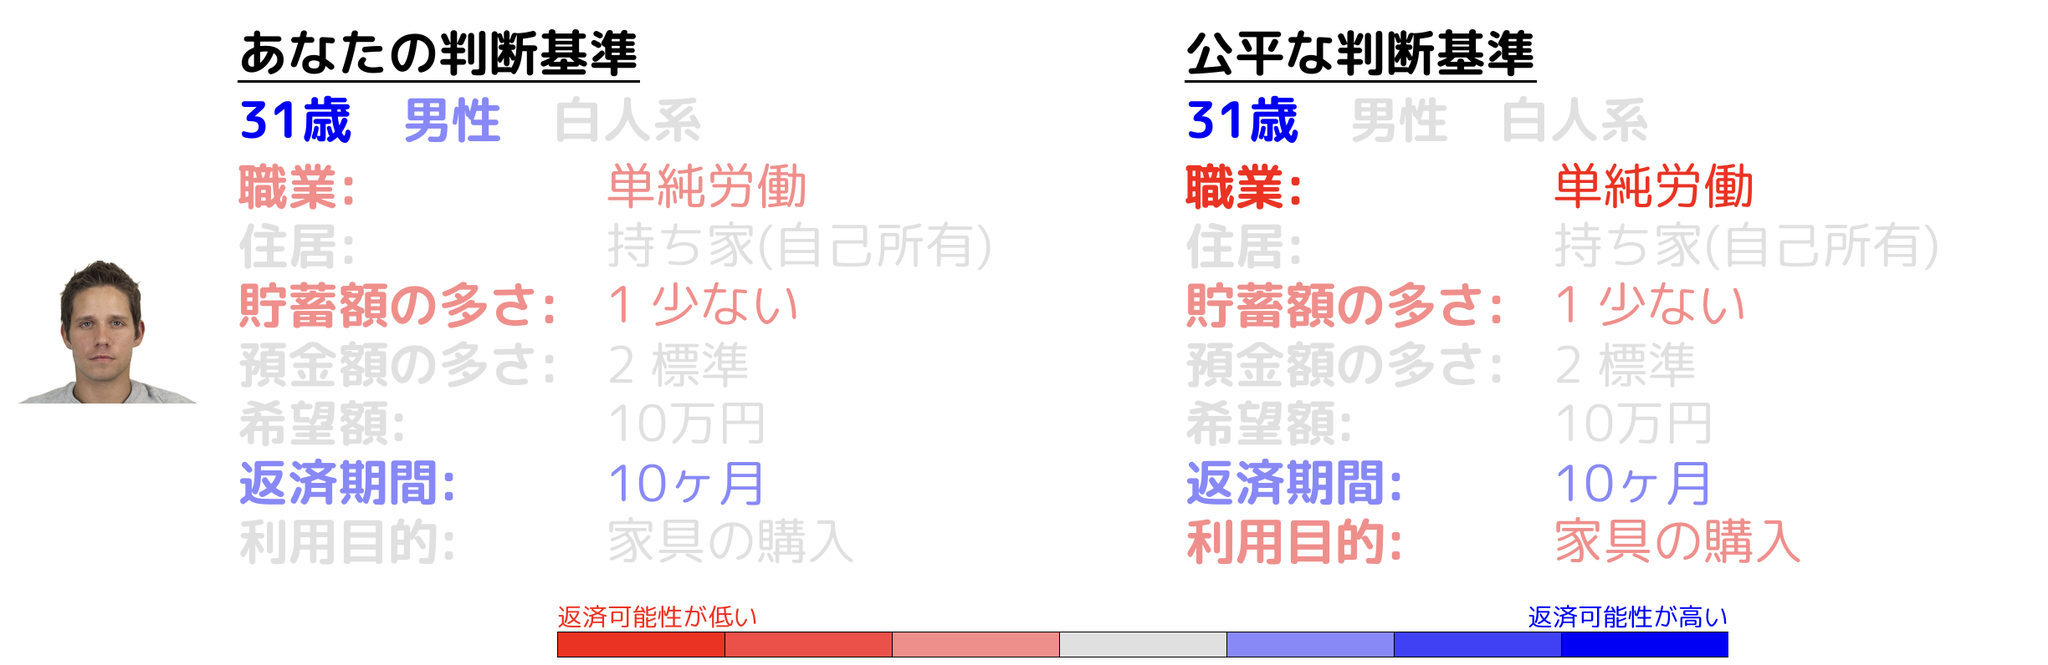 あなたの判断基準
31歳 男性 白人系
職業: 単純労働
住居: 持ち家(自己所有)
貯蓄額の多さ: 1 少ない
預金額の多さ: 2 標準
希望額: 10万円
返済期間: 10ヶ月
利用目的: 家具の購入
公平な判断基準
31歳 男性 白人系
職業: 単純労働
住居: 持ち家(自己所有)
貯蓄額の多さ: 1 少ない
預金額の多さ: 2 標準
希望額: 10万円
返済期間: 10ヶ月
利用目的: 家具の購入
返済可能性が低い
返済可能性が高い